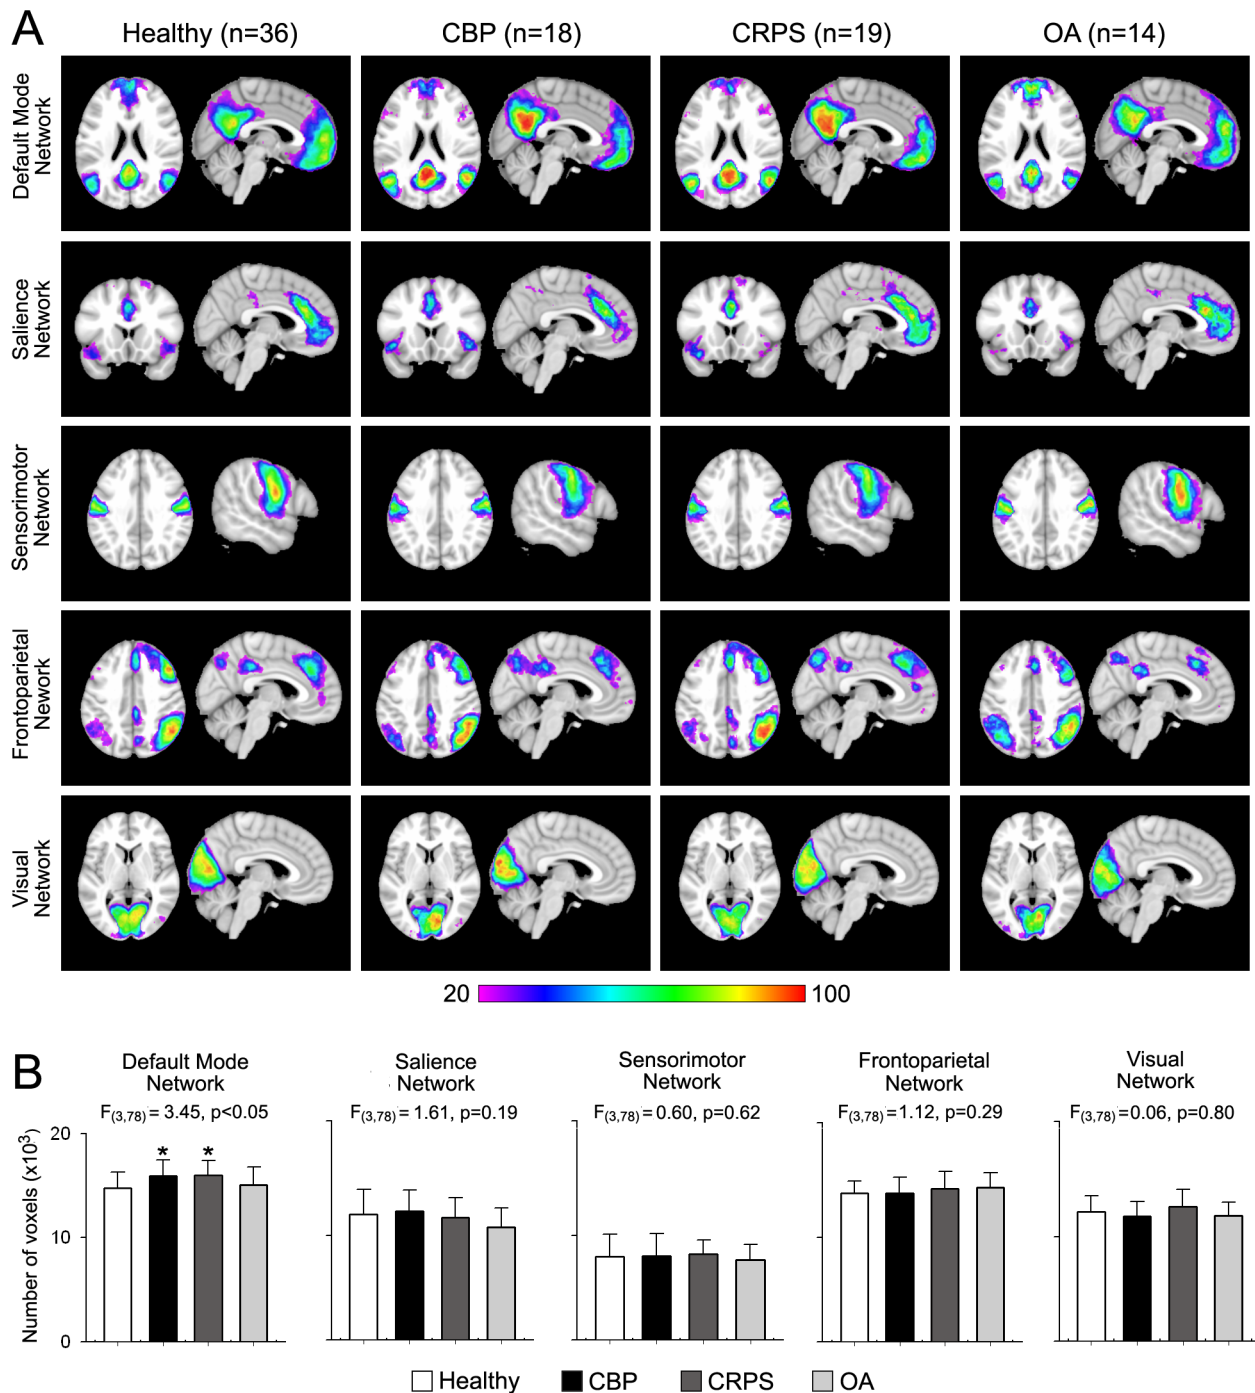 A
Healthy (n=36)
CBP (n=18)
CRPS (n=19)
OA (n=14)
Default Mode
Network
Salience
Network
Sensorimotor
Network
Frontoparietal
Nework
Visual
Network
20
100
B
Default Mode
Network
F(3,78) = 3.45, p<0.05
Salience
Network
F(3,78) = 1.61, p=0.19
Sensorimotor
Network
F(3,78) = 0.60, p=0.62
Frontoparietal
Network
F(3,78) = 1.12, p=0.29
Visual
Network
F(3,78) = 0.06, p=0.80
Number of voxels (x10³)
20
10
0
* *
Healthy
CBP
CRPS
OA